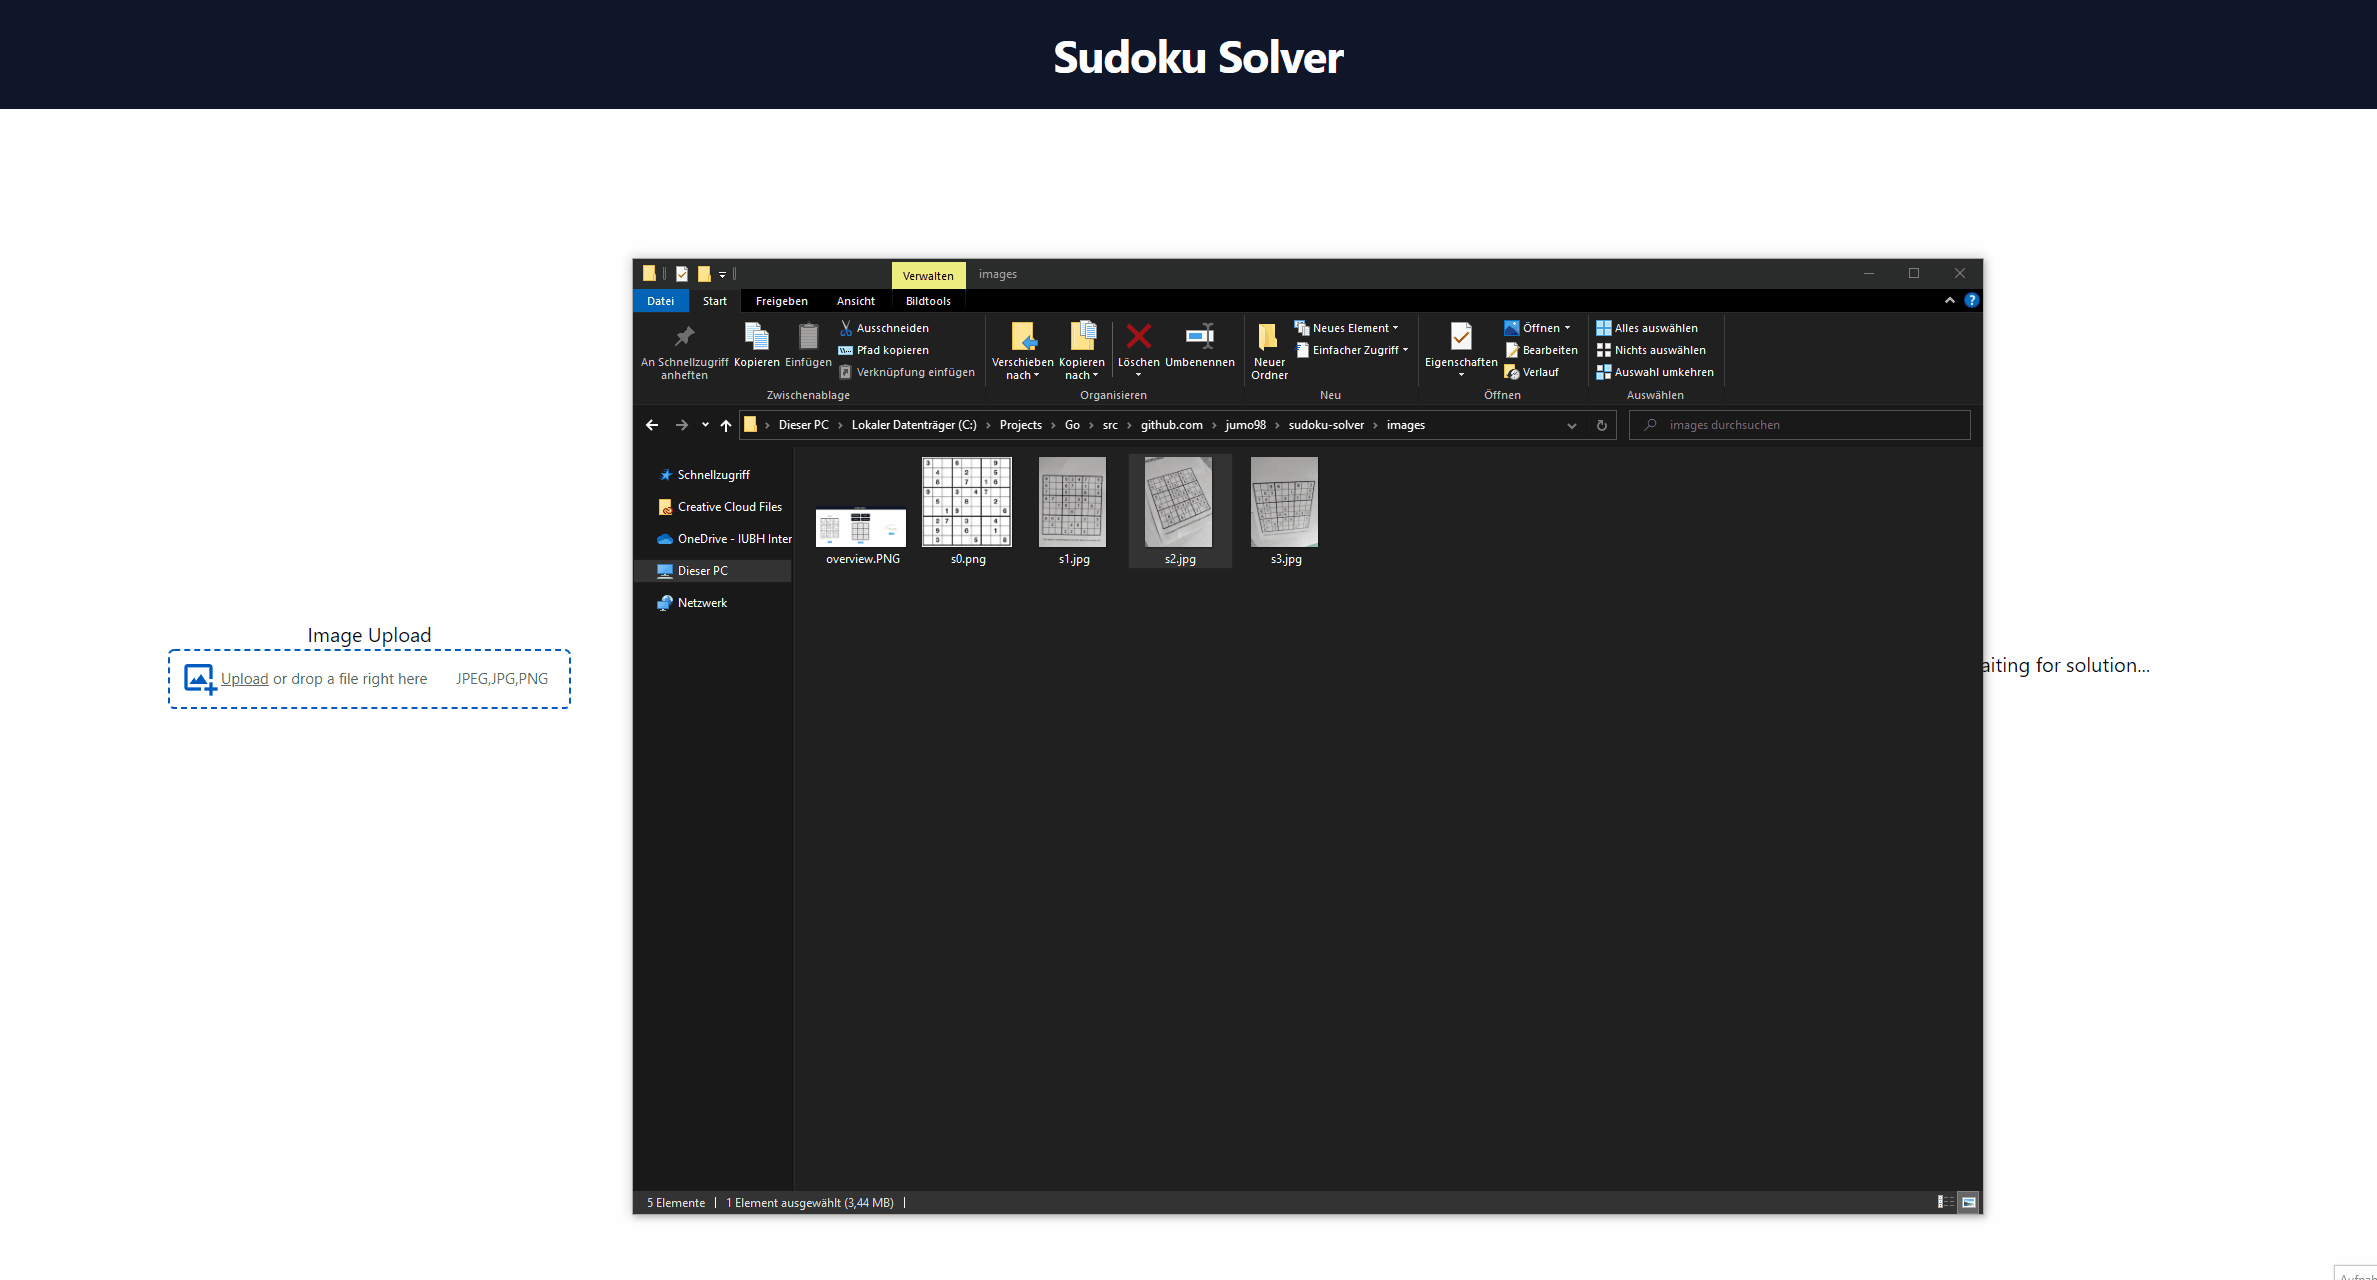 Sudoku Solver
Verwalten
images
Datei
Start
Freigeben
Ansicht
Bildtools
An Schnellzugriff
anheften
Kopieren
Einfügen
Ausschneiden
Pfad kopieren
Verknüpfung einfügen
Zwischenablage
Verschieben
nach
Kopieren
nach
Löschen
Umbenennen
Organisieren
Neuer
Ordner
Neues Element
Einfacher Zugriff
Neu
Eigenschaften
Öffnen
Bearbeiten
Verlauf
Öffnen
Alles auswählen
Nichts auswählen
Auswahl umkehren
Auswählen
Dieser PC > Lokaler Datenträger (C:) > Projects > Go > src > github.com > jumo98 > sudoku-solver > images
images durchsuchen
Schnellzugriff
Creative Cloud Files
OneDrive - IUBH Inter
Dieser PC
Netzwerk
overview.PNG
s0.png
s1.jpg
s2.jpg
s3.jpg
Image Upload
Upload or drop a file right here JPEG,JPG,PNG
aiting for solution...
5 Elemente
1 Element ausgewählt (3,44 MB)